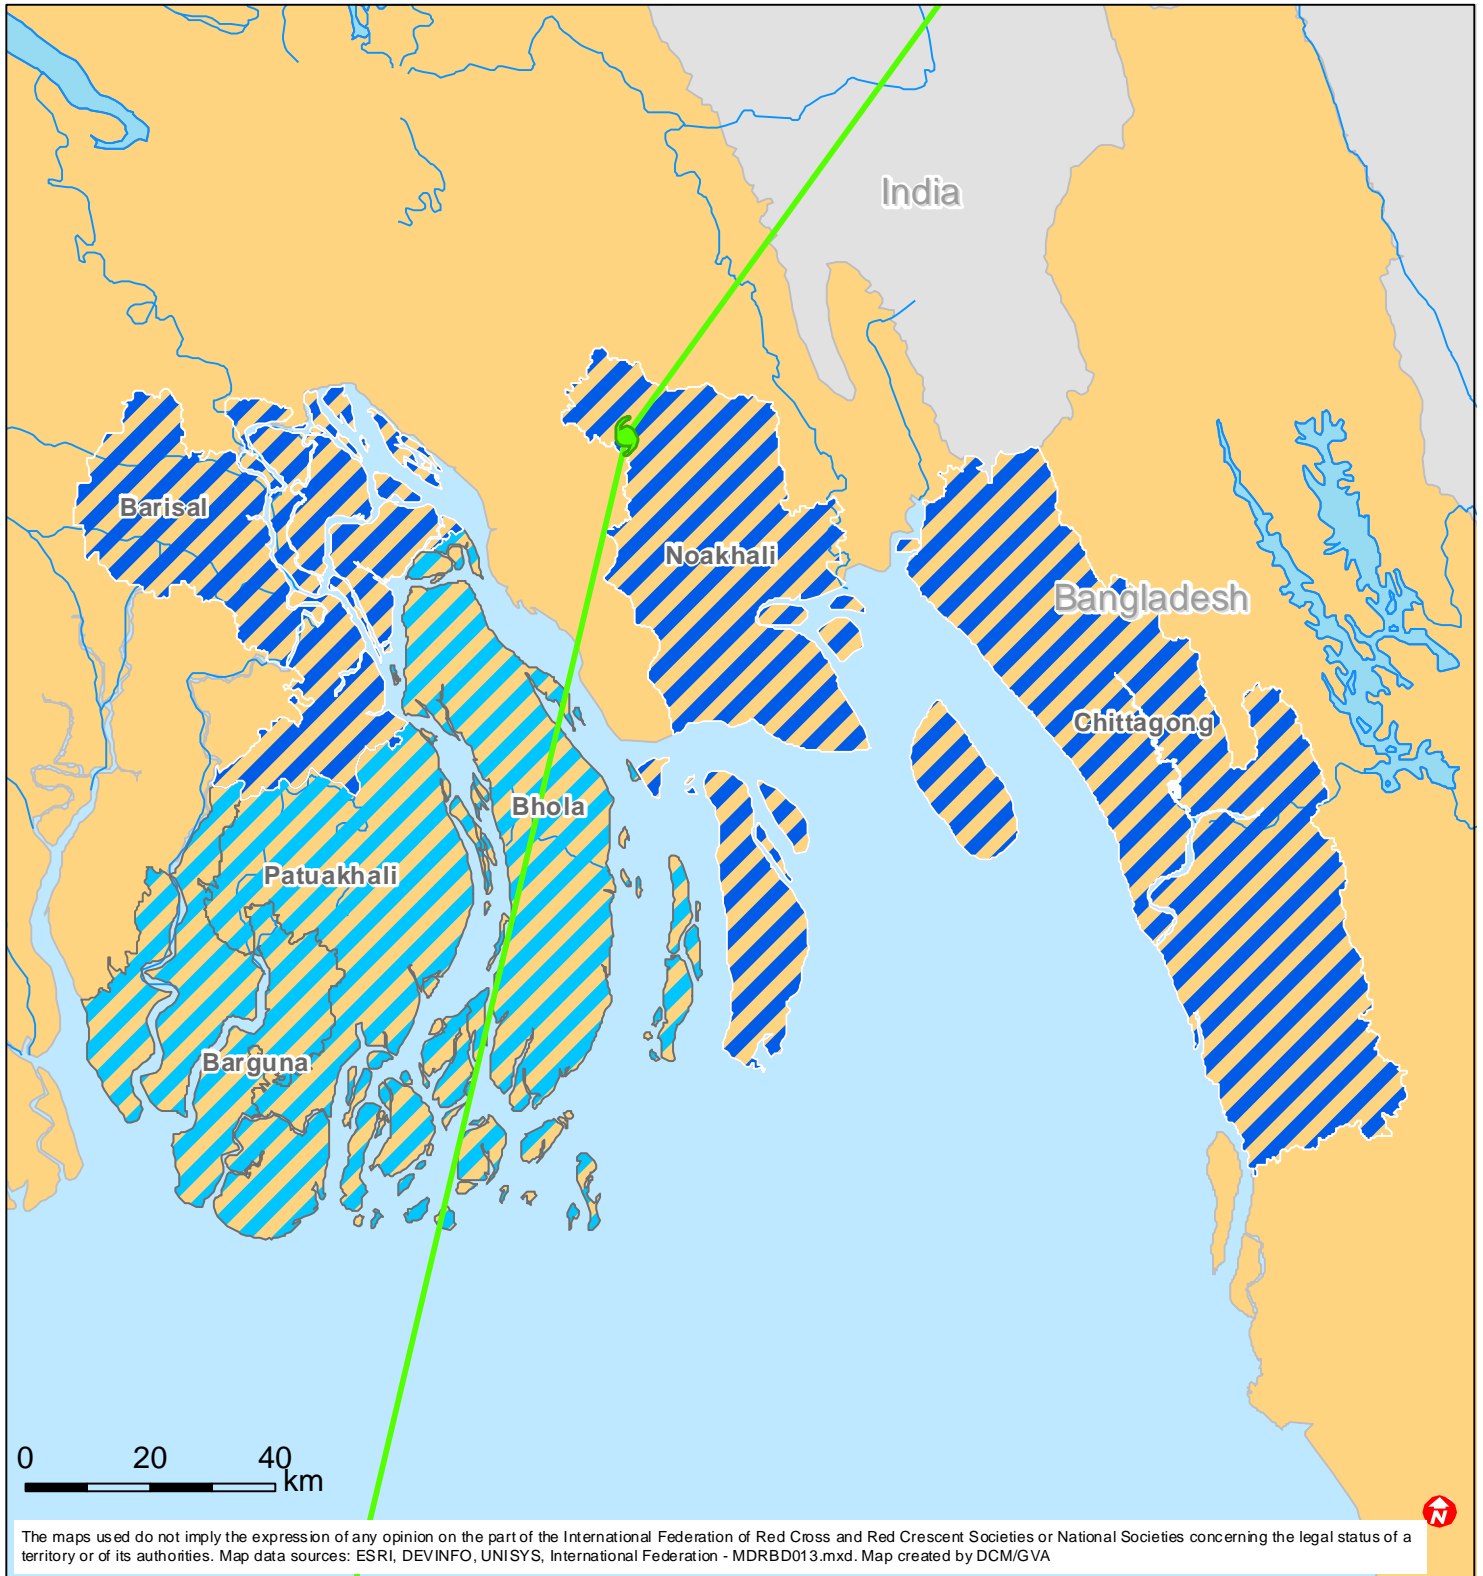 India
Barisal
Noakhali
Bangladesh
Chittagong
Bhola
Patuakhali
Barguna
0 20 40
km
N
The maps used do not imply the expression of any opinion on the part of the International Federation of Red Cross and Red Crescent Societies or National Societies concerning the legal status of a
territory or of its authorities. Map data sources: ESRI, DEVINFO, UNISYS, International Federation - MDRBD013.mxd. Map created by DCM/GVA